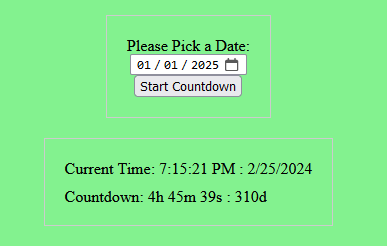 Please Pick a Date:
01/01/2025
Start Countdown
Current Time: 7:15:21 PM : 2/25/2024
Countdown: 4h 45m 39s : 310d